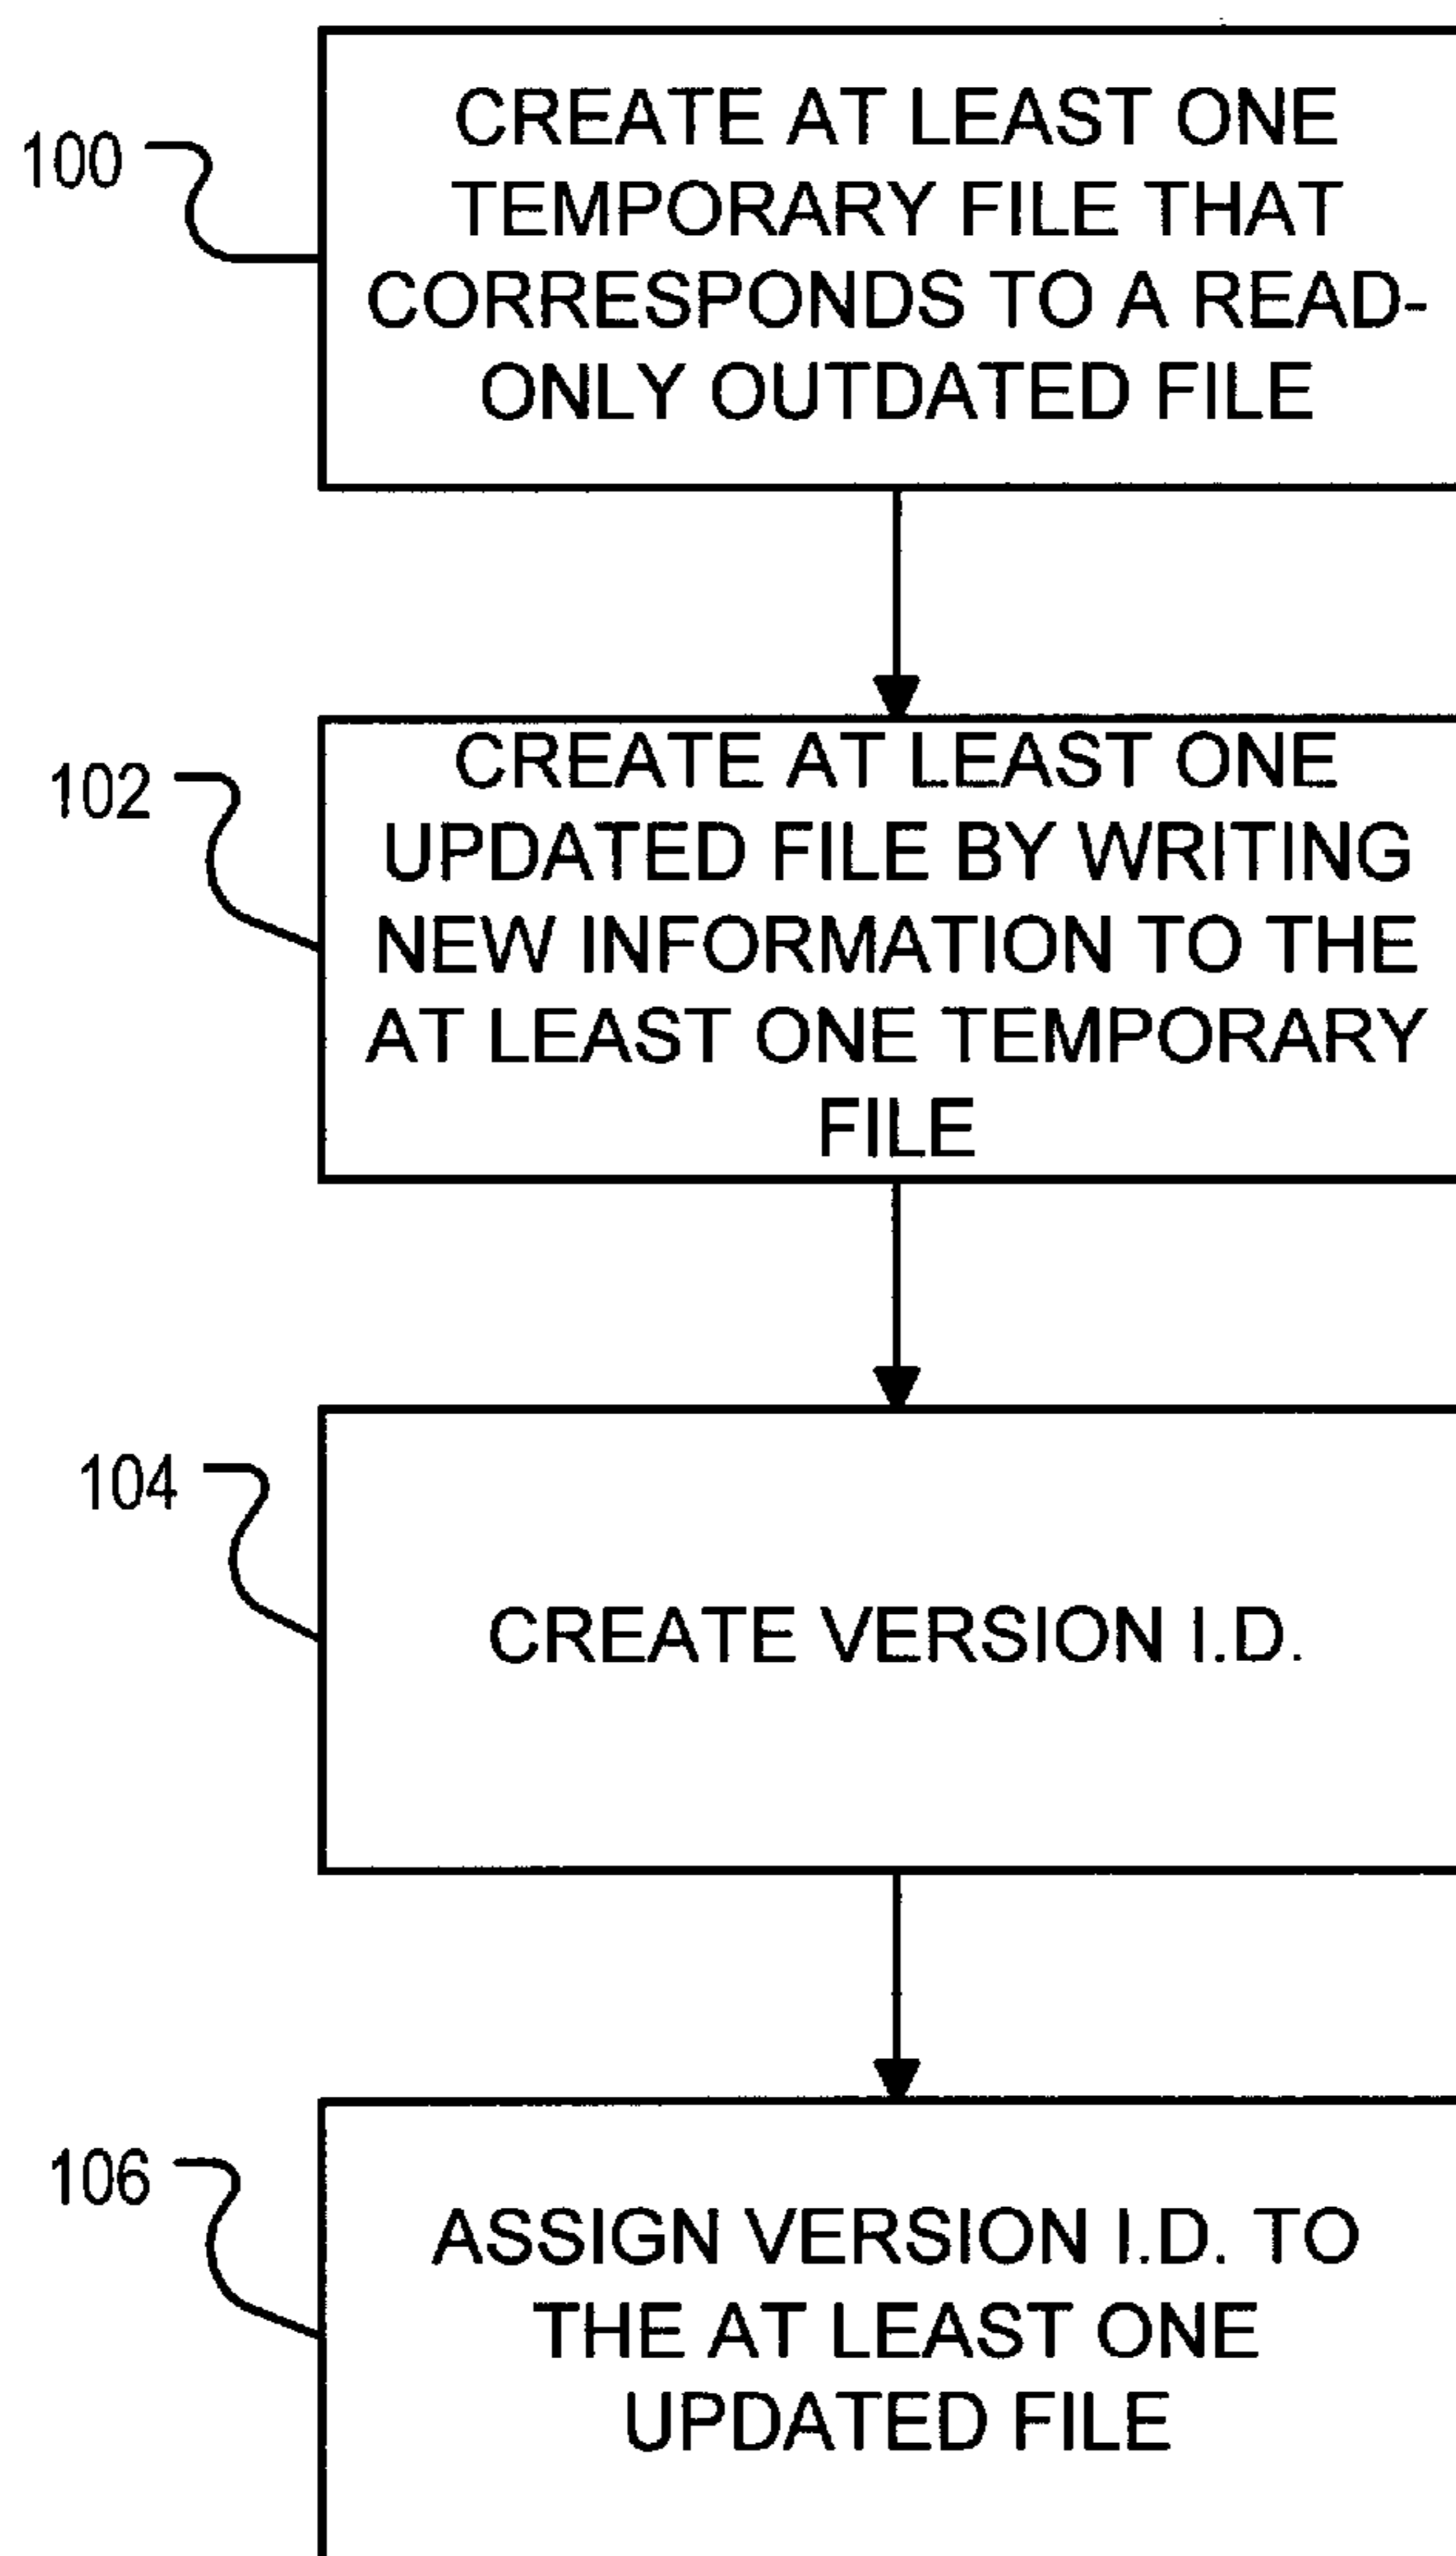 100
CREATE AT LEAST ONE
TEMPORARY FILE THAT
CORRESPONDS TO A READ-
ONLY OUTDATED FILE
102
CREATE AT LEAST ONE
UPDATED FILE BY WRITING
NEW INFORMATION TO THE
AT LEAST ONE TEMPORARY
FILE
104
CREATE VERSION I.D.
106
ASSIGN VERSION I.D. TO
THE AT LEAST ONE
UPDATED FILE